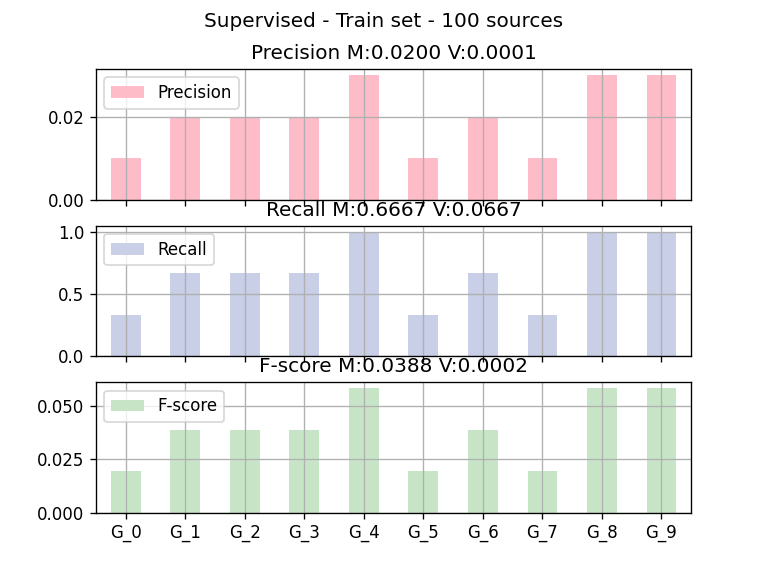 Supervised - Train set - 100 sources
Precision M:0.0200 V:0.0001
Precision
0.02
0.00
Recall M:0.6667 V:0.0667
Recall
1.0
0.5
0.0
F-score M:0.0388 V:0.0002
F-score
0.050
0.025
0.000
G_0 G_1 G_2 G_3 G_4 G_5 G_6 G_7 G_8 G_9